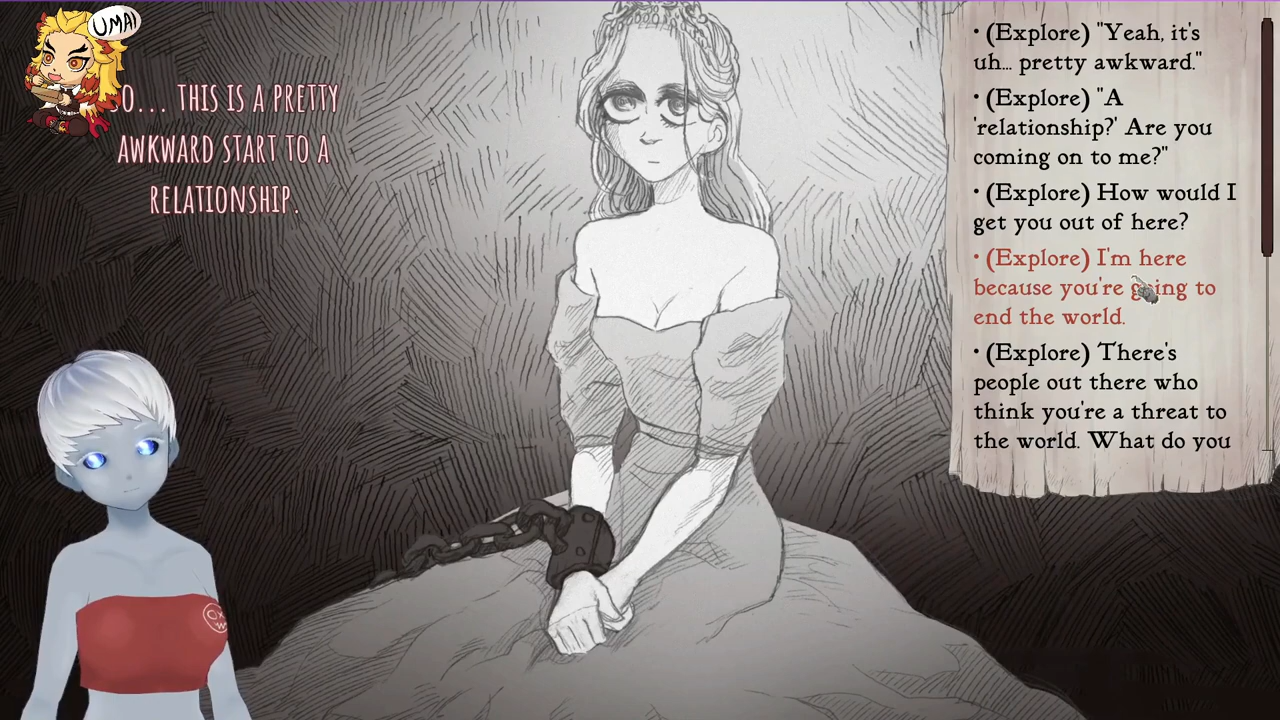 UMAI
SO... THIS IS A PRETTY
AWKWARD START TO A
RELATIONSHIP.
• (Explore) "Yeah, it's
uh... pretty awkward."
• (Explore) "A
'relationship?' Are you
coming on to me?"
• (Explore) How would I
get you out of here?
• (Explore) I'm here
because you're going to
end the world.
• (Explore) There's
people out there who
think you're a threat to
the world. What do you